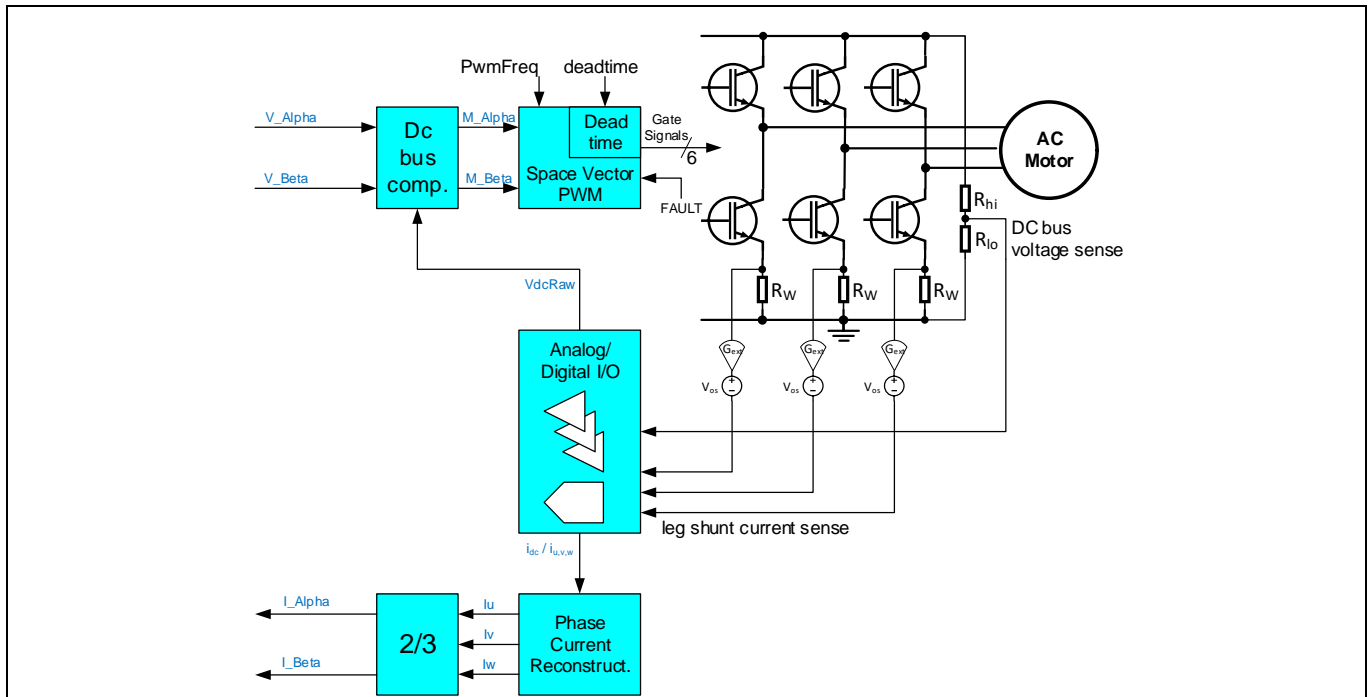 PwmFreq
deadtime
V_Alpha
V_Beta
Dc
bus
comp.
M_Alpha
M_Beta
Dead
time
Space Vector
PWM
Gate
Signals
6
FAULT
AC
Motor
Rhi
Rlo
DC bus
voltage sense
RW
RW
RW
VdcRaw
Analog/
Digital I/O
Gext
Gext
Gext
Vos
+
−
Vos
+
−
Vos
+
−
leg shunt current sense
idc / iu,v,w
I_Alpha
I_Beta
2/3
Iu
Iv
Iw
Phase
Current
Reconstruct.